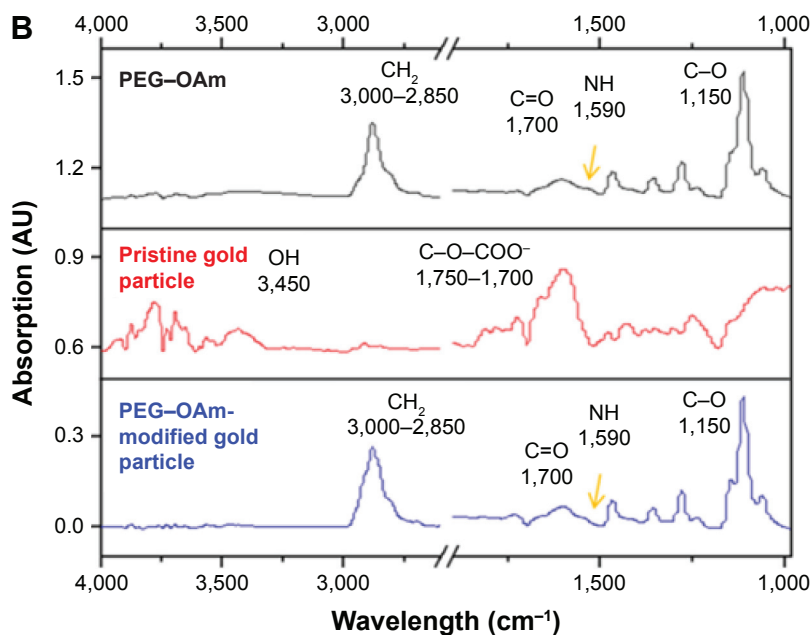 B
4,000 3,500 3,000 1,500 1,000
PEG–OAm
CH₂
3,000–2,850
C=O
1,700
NH
1,590
C–O
1,150
1.5
1.2
Pristine gold
particle
OH
3,450
C–O–COO⁻
1,750–1,700
0.9
0.6
PEG–OAm-
modified gold
particle
CH₂
3,000–2,850
C=O
1,700
NH
1,590
C–O
1,150
0.3
0.0
Absorption (AU)
4,000 3,500 3,000 1,500 1,000
Wavelength (cm⁻¹)